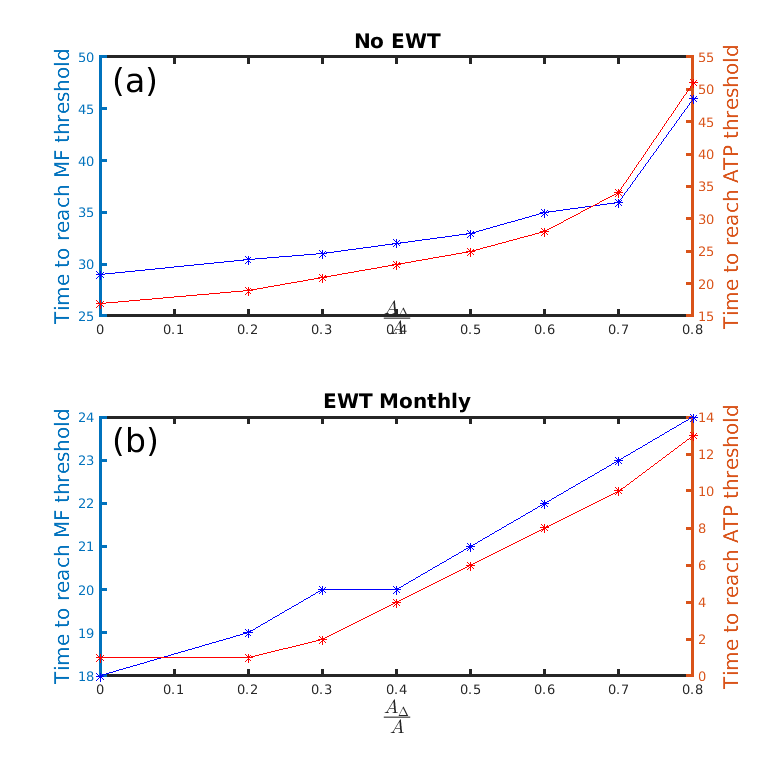 No EWT
(a)
Time to reach MF threshold
50
45
40
35
30
25
Time to reach ATP threshold
55
50
45
40
35
30
25
20
15
0 0.1 0.2 0.3 0.4 0.5 0.6 0.7 0.8
A_Δ
A
EWT Monthly
(b)
Time to reach MF threshold
24
23
22
21
20
19
18
Time to reach ATP threshold
14
12
10
8
6
4
2
0
0 0.1 0.2 0.3 0.4 0.5 0.6 0.7 0.8
A_Δ
A